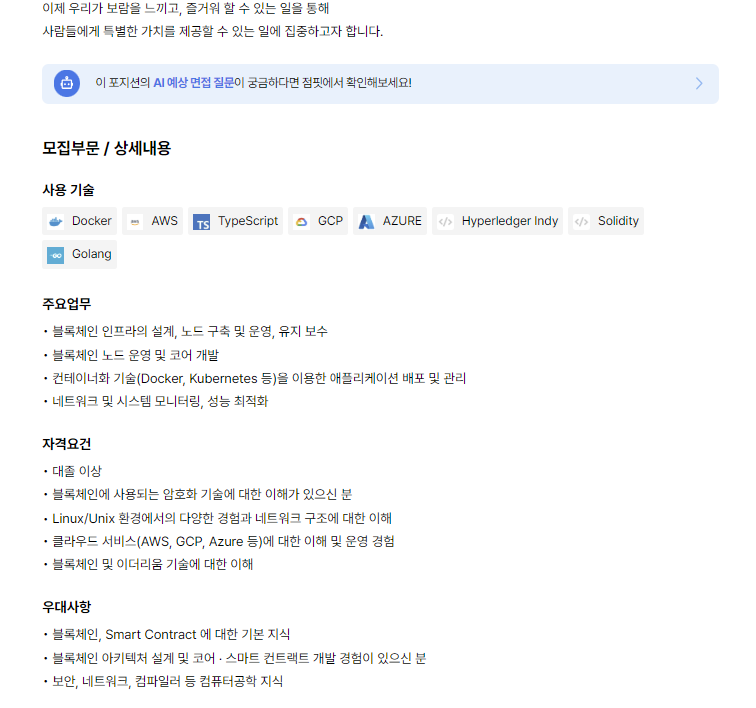 이제 우리가 보람을 느끼고, 즐거워 할 수 있는 일을 통해
사람들에게 특별한 가치를 제공할 수 있는 일에 집중하고자 합니다.
이 포지션의 AI 예상 면접 질문이 궁금하다면 점핏에서 확인해보세요!
모집부문 / 상세내용
사용 기술
Docker AWS TypeScript GCP AZURE Hyperledger Indy Solidity
Golang
주요업무
• 블록체인 인프라의 설계, 노드 구축 및 운영, 유지 보수
• 블록체인 노드 운영 및 코어 개발
• 컨테이너화 기술(Docker, Kubernetes 등)을 이용한 애플리케이션 배포 및 관리
• 네트워크 및 시스템 모니터링, 성능 최적화
자격요건
• 대졸 이상
• 블록체인에 사용되는 암호화 기술에 대한 이해가 있으신 분
• Linux/Unix 환경에서의 다양한 경험과 네트워크 구조에 대한 이해
• 클라우드 서비스(AWS, GCP, Azure 등)에 대한 이해 및 운영 경험
• 블록체인 및 이더리움 기술에 대한 이해
우대사항
• 블록체인, Smart Contract 에 대한 기본 지식
• 블록체인 아키텍처 설계 및 코어 · 스마트 컨트랙트 개발 경험이 있으신 분
• 보안, 네트워크, 컴파일러 등 컴퓨터공학 지식